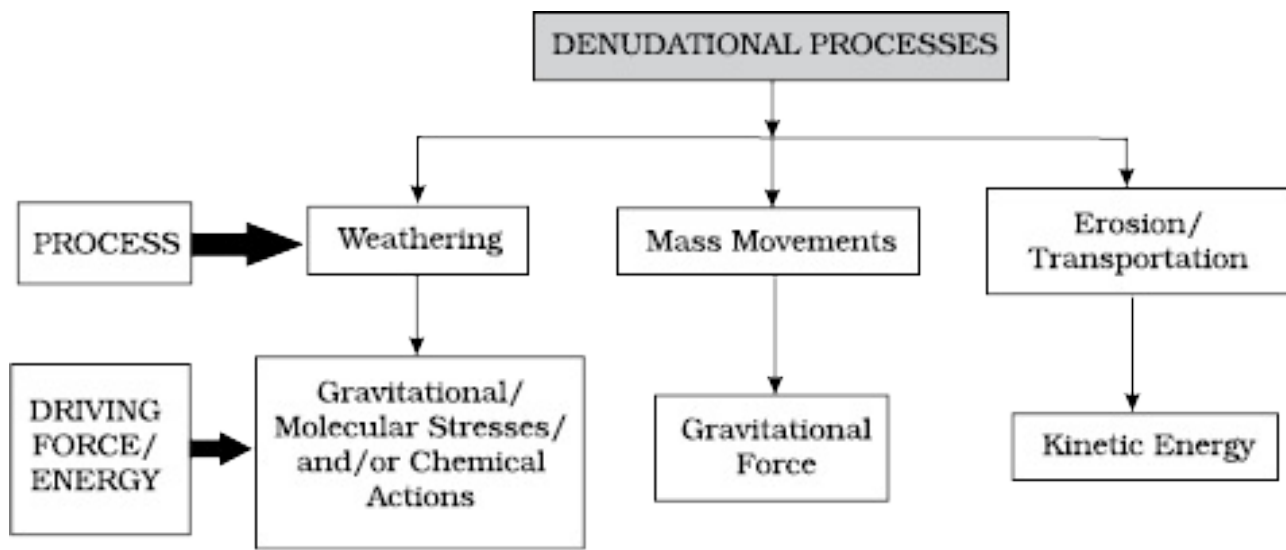 DENUDATIONAL PROCESSES
PROCESS
Weathering
Mass Movements
Erosion/
Transportation
DRIVING
FORCE/
ENERGY
Gravitational/
Molecular Stresses/
and/or Chemical
Actions
Gravitational
Force
Kinetic Energy